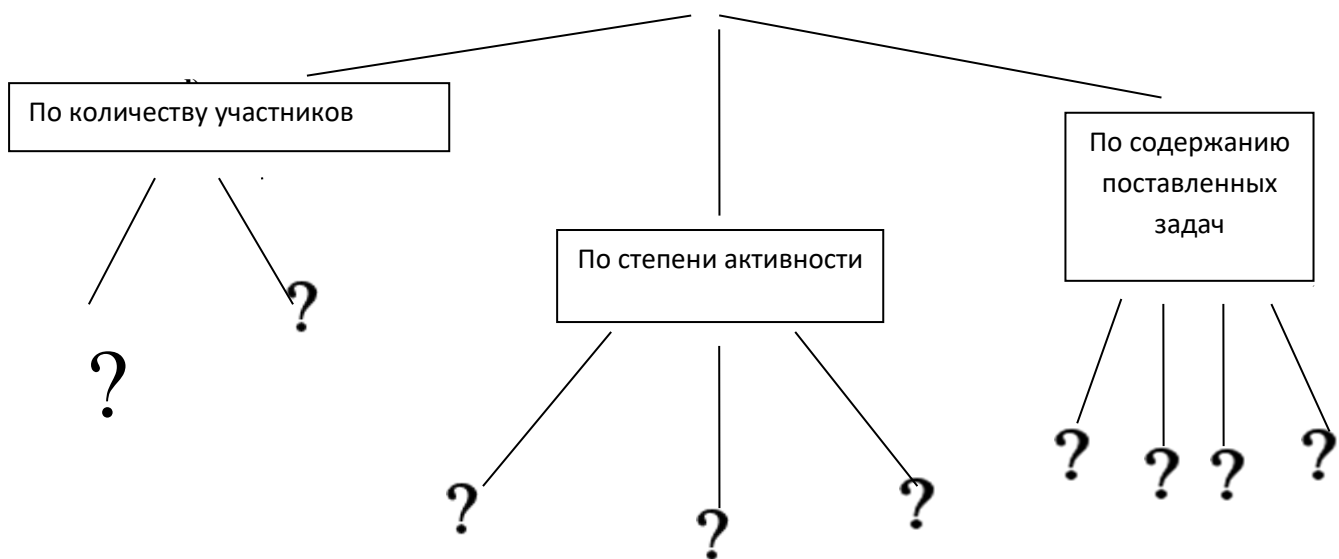 По количеству участников
По содержанию
поставленных
задач
По степени активности
?
?
?
?
?
?
?
?
?